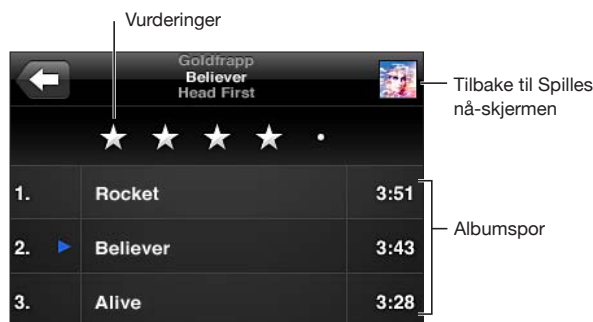 Vurderinger
Goldfrapp
Believer
Head First
Tilbake til Spilles
nå-skjermen
1. Rocket 3:51
2. Believer 3:43
Albumspor
3. Alive 3:28